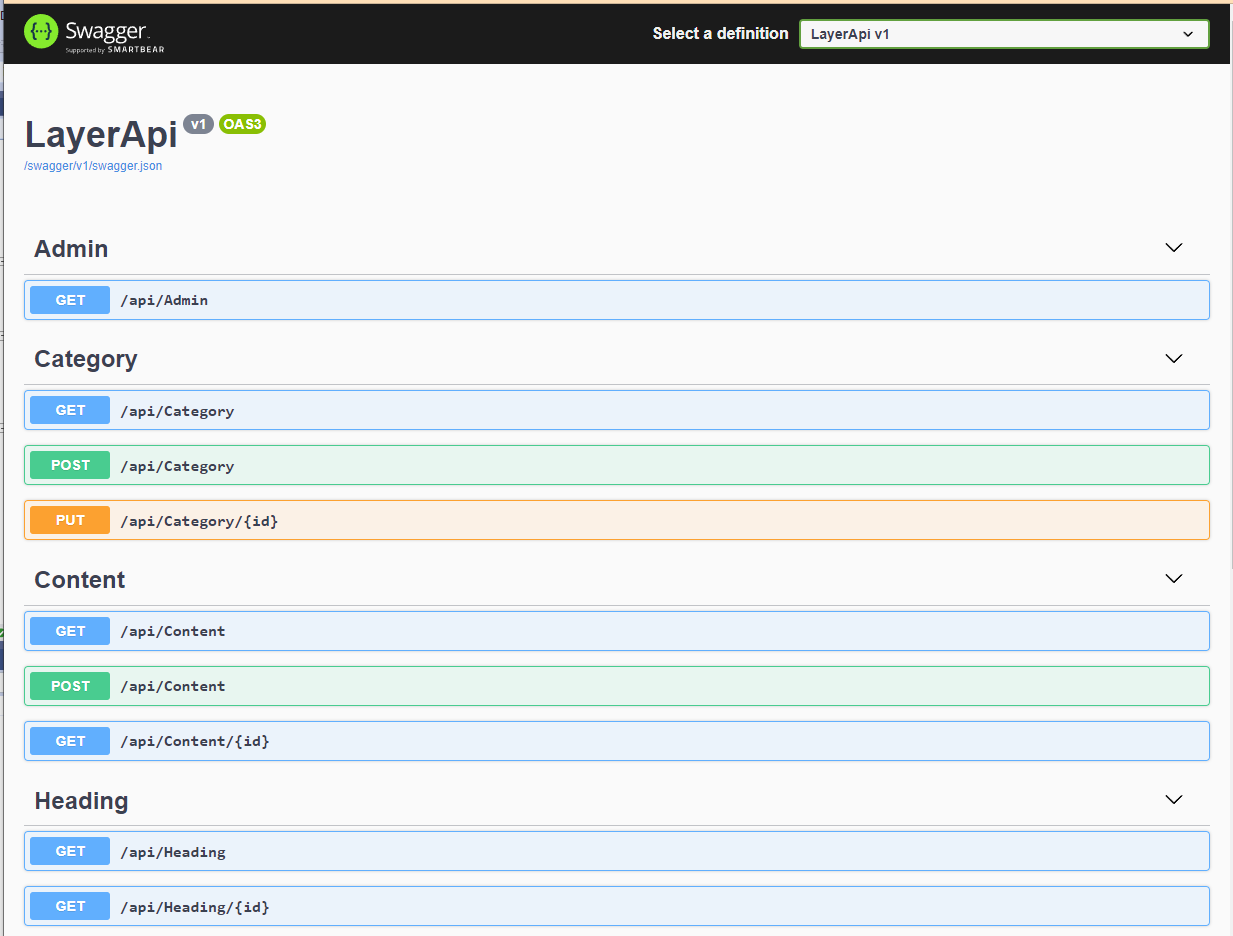 Swagger
Supported by SMARTBEAR
Select a definition
LayerApi v1
LayerApi v1 OAS3
/swagger/v1/swagger.json
Admin
GET /api/Admin
Category
GET /api/Category
POST /api/Category
PUT /api/Category/{id}
Content
GET /api/Content
POST /api/Content
GET /api/Content/{id}
Heading
GET /api/Heading
GET /api/Heading/{id}